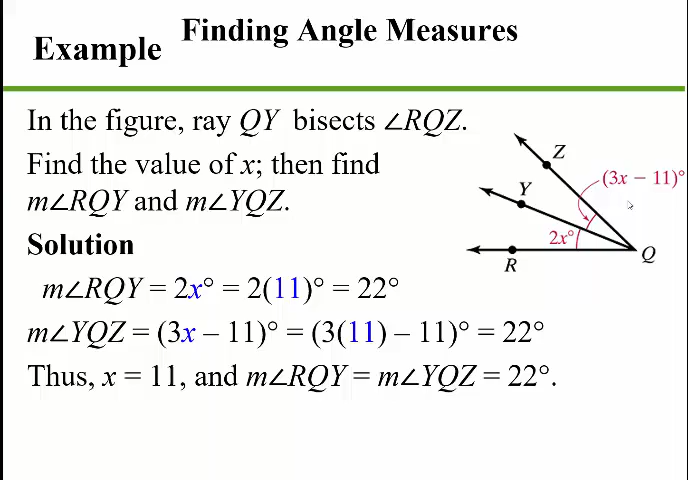 Example
Finding Angle Measures
In the figure, ray QY bisects ∠RQZ.
Find the value of x; then find
m∠RQY and m∠YQZ.
Solution
m∠RQY = 2x° = 2(11)° = 22°
m∠YQZ = (3x – 11)° = (3(11) – 11)° = 22°
Thus, x = 11, and m∠RQY = m∠YQZ = 22°.
Z
(3x − 11)°
Y
2x°
R
Q